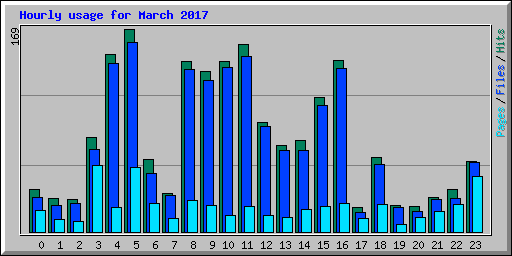 Hourly usage for March 2017
169
Pages / Files / Hits
0 1 2 3 4 5 6 7 8 9 10 11 12 13 14 15 16 17 18 19 20 21 22 23